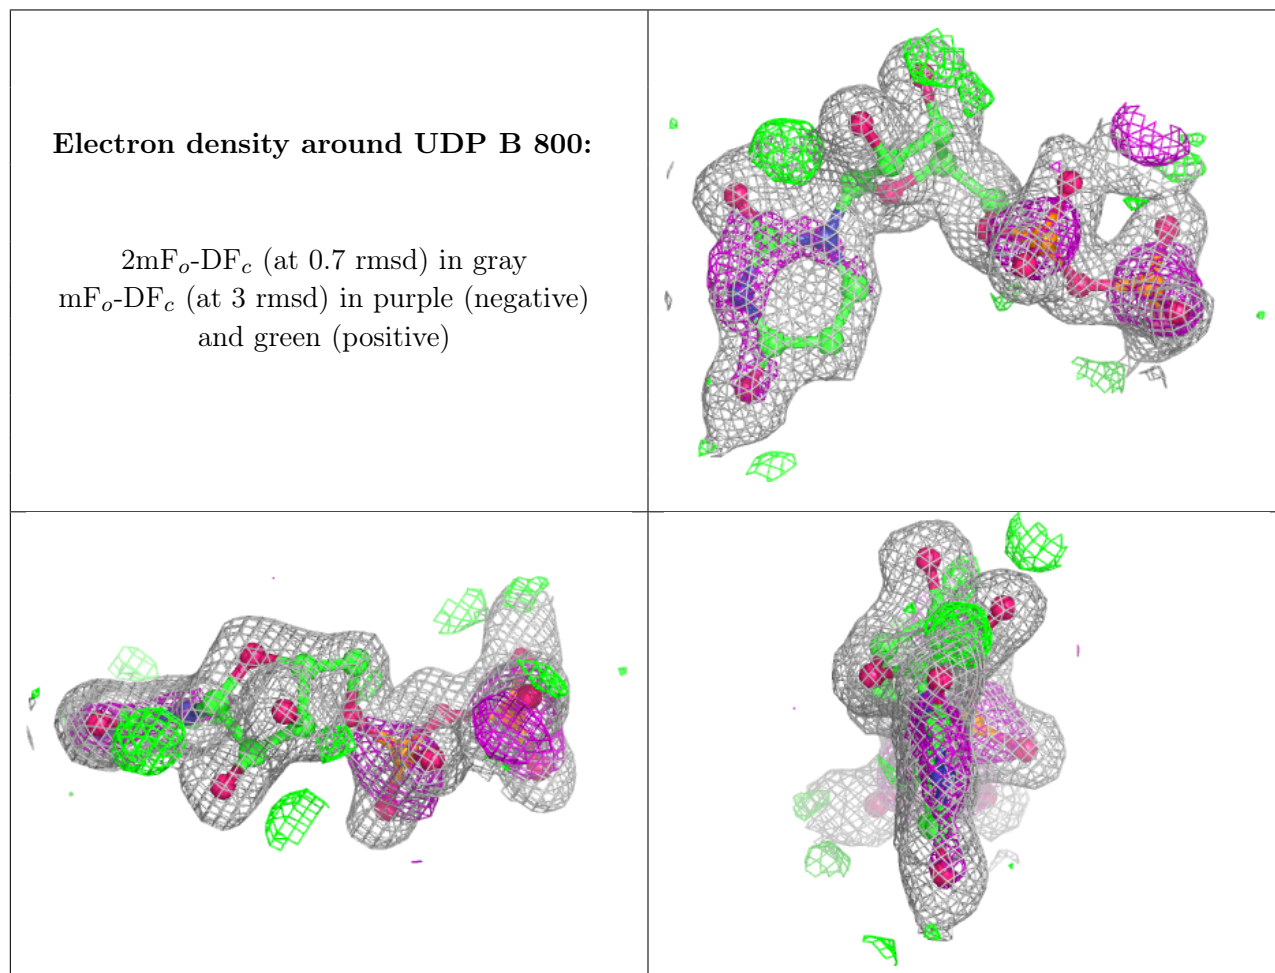 Electron density around UDP B 800:
2mFₒ-DF𝒸 (at 0.7 rmsd) in gray
mFₒ-DF𝒸 (at 3 rmsd) in purple (negative)
and green (positive)